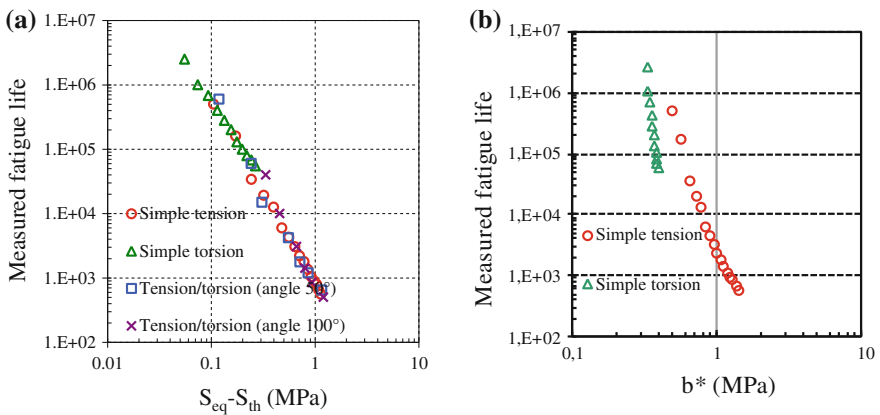 (a)
Measured fatigue life
1.E+07
1.E+06
1.E+05
1.E+04
1.E+03
1.E+02
Simple tension
Simple torsion
Tension/torsion (angle 50°)
Tension/torsion (angle 100°)
0.01
0.1
1
10
S_eq-S_th (MPa)
(b)
Measured fatigue life
1,E+07
1,E+06
1,E+05
1,E+04
1,E+03
1,E+02
Simple tension
Simple torsion
0,1
1
10
b* (MPa)